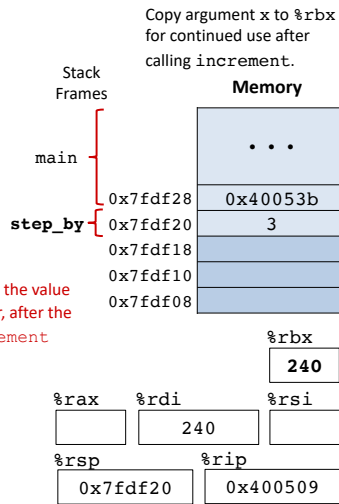 Copy argument x to %rbx
for continued use after
calling increment.
Stack
Frames
Memory
• • •
main
0x7fdf28 0x40053b
step_by 0x7fdf20 3
0x7fdf18
0x7fdf10
0x7fdf08
the value
, after the
ement
%rbx
240
%rax %rdi %rsi
240
%rsp %rip
0x7fdf20 0x400509